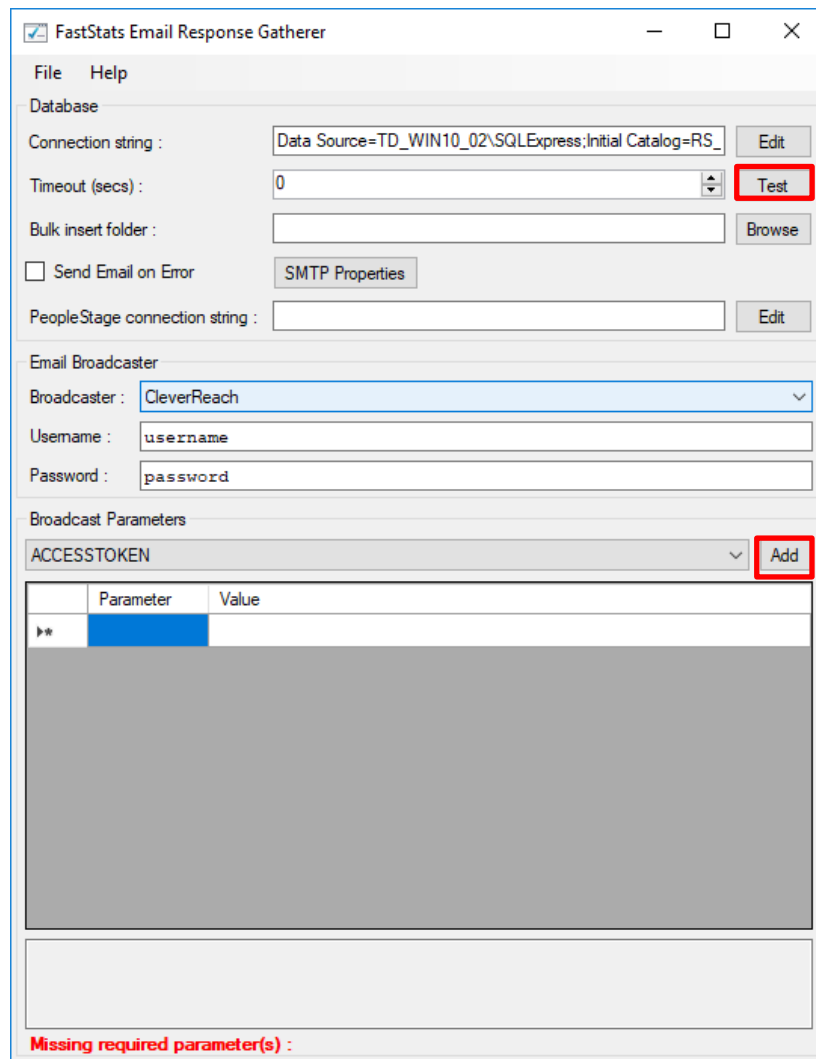 FastStats Email Response Gatherer
File Help
Database
Connection string : Data Source=TD_WIN10_02\SQLExpress;Initial Catalog=RS_ Edit
Timeout (secs) : 0 Test
Bulk insert folder : Browse
Send Email on Error SMTP Properties
PeopleStage connection string : Edit
Email Broadcaster
Broadcaster : CleverReach
Username : username
Password : password
Broadcast Parameters
ACCESSTOKEN Add
Parameter Value
Missing required parameter(s) :